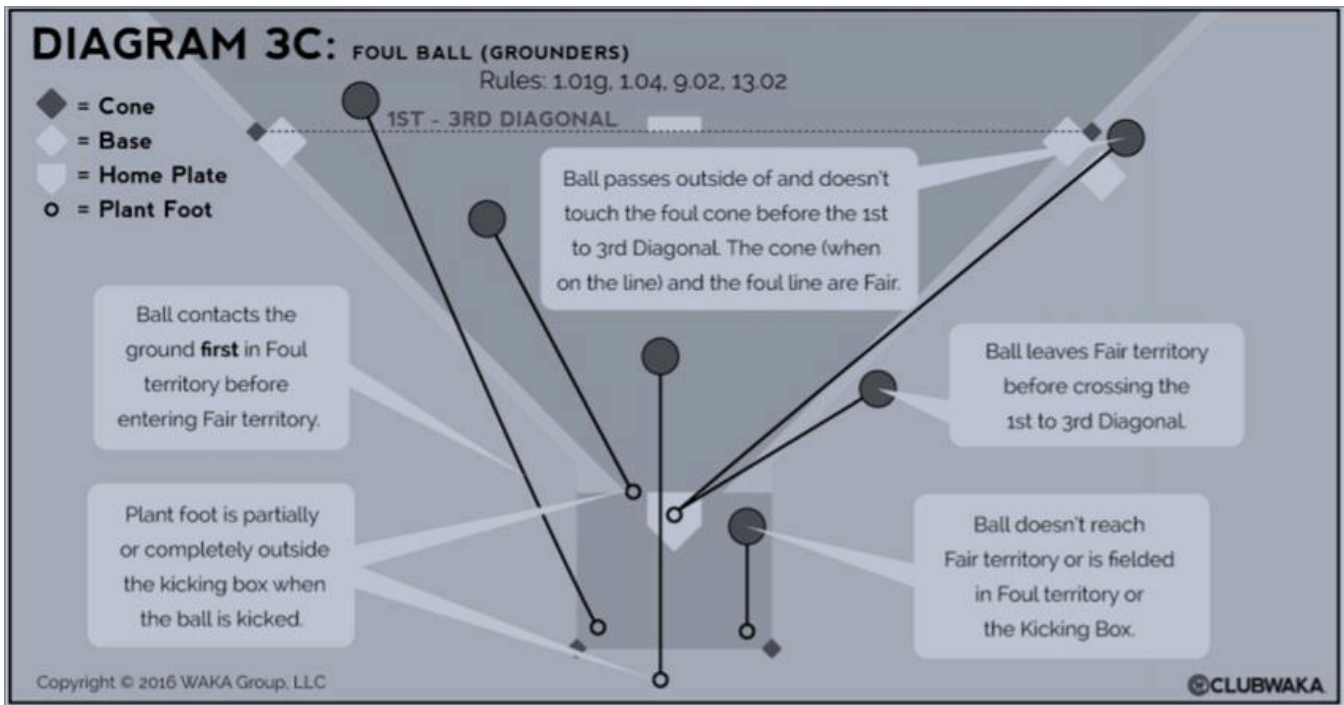 DIAGRAM 3C: FOUL BALL (GROUNDERS)
Rules: 1.01g, 1.04, 9.02, 13.02
= Cone
= Base
= Home Plate
= Plant Foot
1ST - 3RD DIAGONAL
Ball passes outside of and doesn't
touch the foul cone before the 1st
to 3rd Diagonal. The cone (when
on the line) and the foul line are Fair.
Ball contacts the
ground first in Foul
territory before
entering Fair territory.
Ball leaves Fair territory
before crossing the
1st to 3rd Diagonal.
Plant foot is partially
or completely outside
the kicking box when
the ball is kicked.
Ball doesn't reach
Fair territory or is fielded
in Foul territory or
the Kicking Box.
Copyright © 2016 WAKA Group, LLC
CLUBWAKA